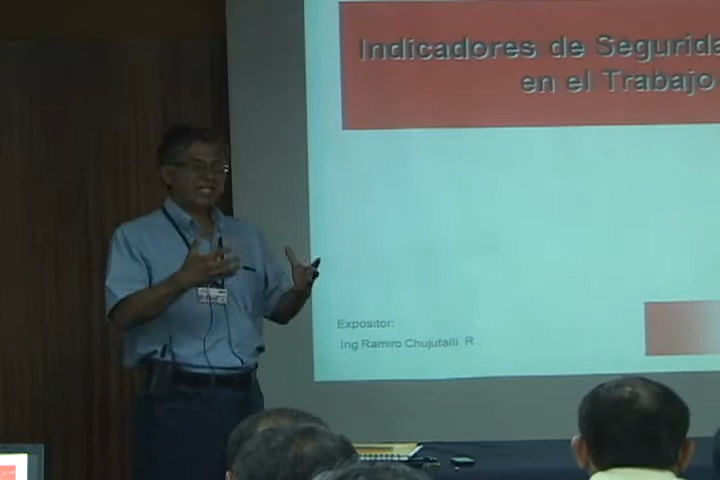 Indicadores de Segurida
en el Trabajo
Expositor:
Ing Ramiro Chujutalli R